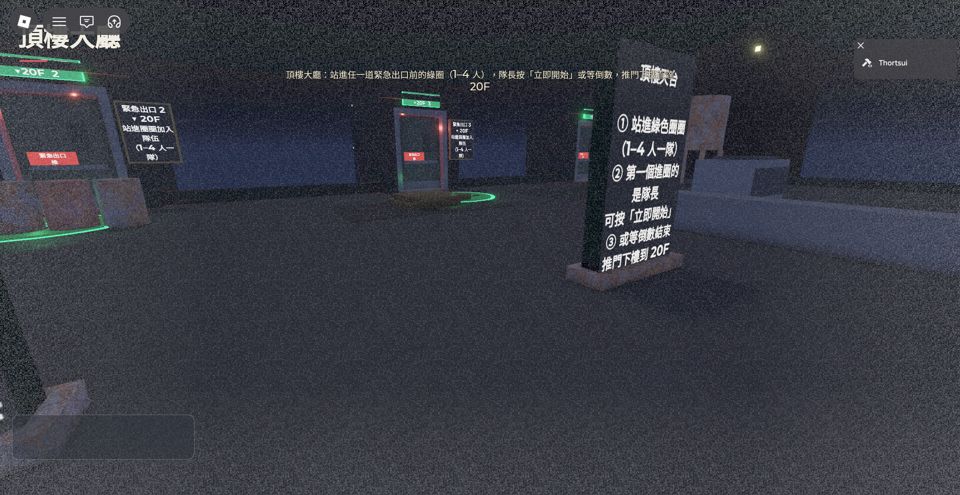 頂樓大廳
Thortsui
頂樓大廳：站進任一道緊急出口前的綠圈（1–4 人），隊長按「立即開始」或等倒數，推門下
20F
▼20F 2
緊急出口 2
▼ 20F
站進圈圈加入
隊伍
（1–4 人一
隊）
緊急出口
頂樓天台
① 站進綠色圈圈
（1–4 人一隊）
② 第一個進圈的
是隊長
可按「立即開始」
③ 或等倒數結束
推門下樓到 20F